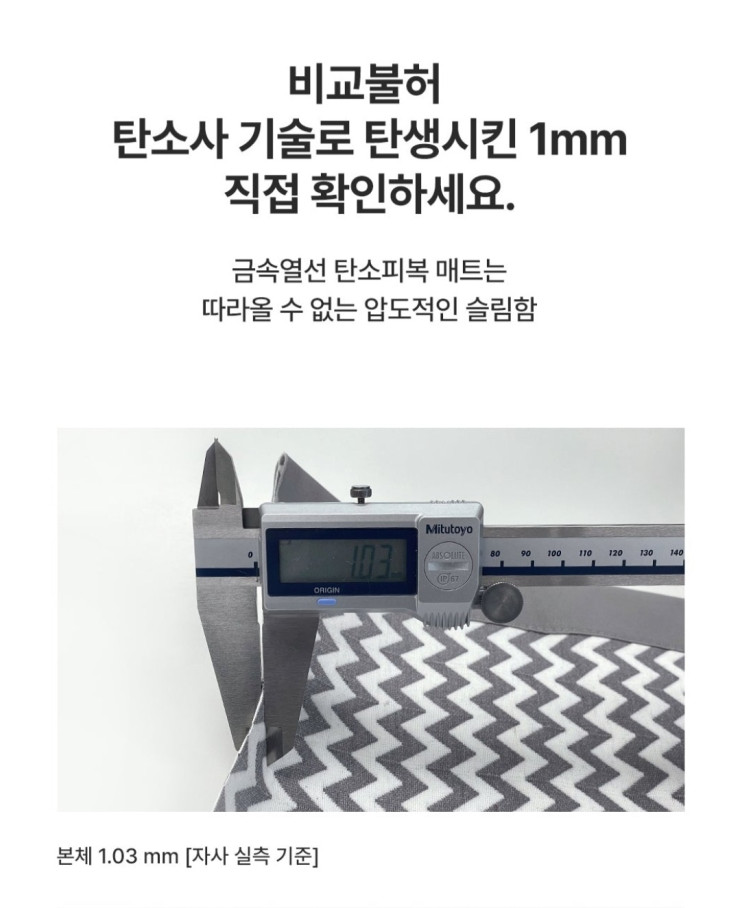 비교불허
탄소사 기술로 탄생시킨 1mm
직접 확인하세요.
금속열선 탄소피복 매트는
따라올 수 없는 압도적인 슬림함
Mitutoyo
ABSOLUTE
IP67
1.03
ORIGIN
0 80 90 100 110 120 130 140
본체 1.03 mm [자사 실측 기준]